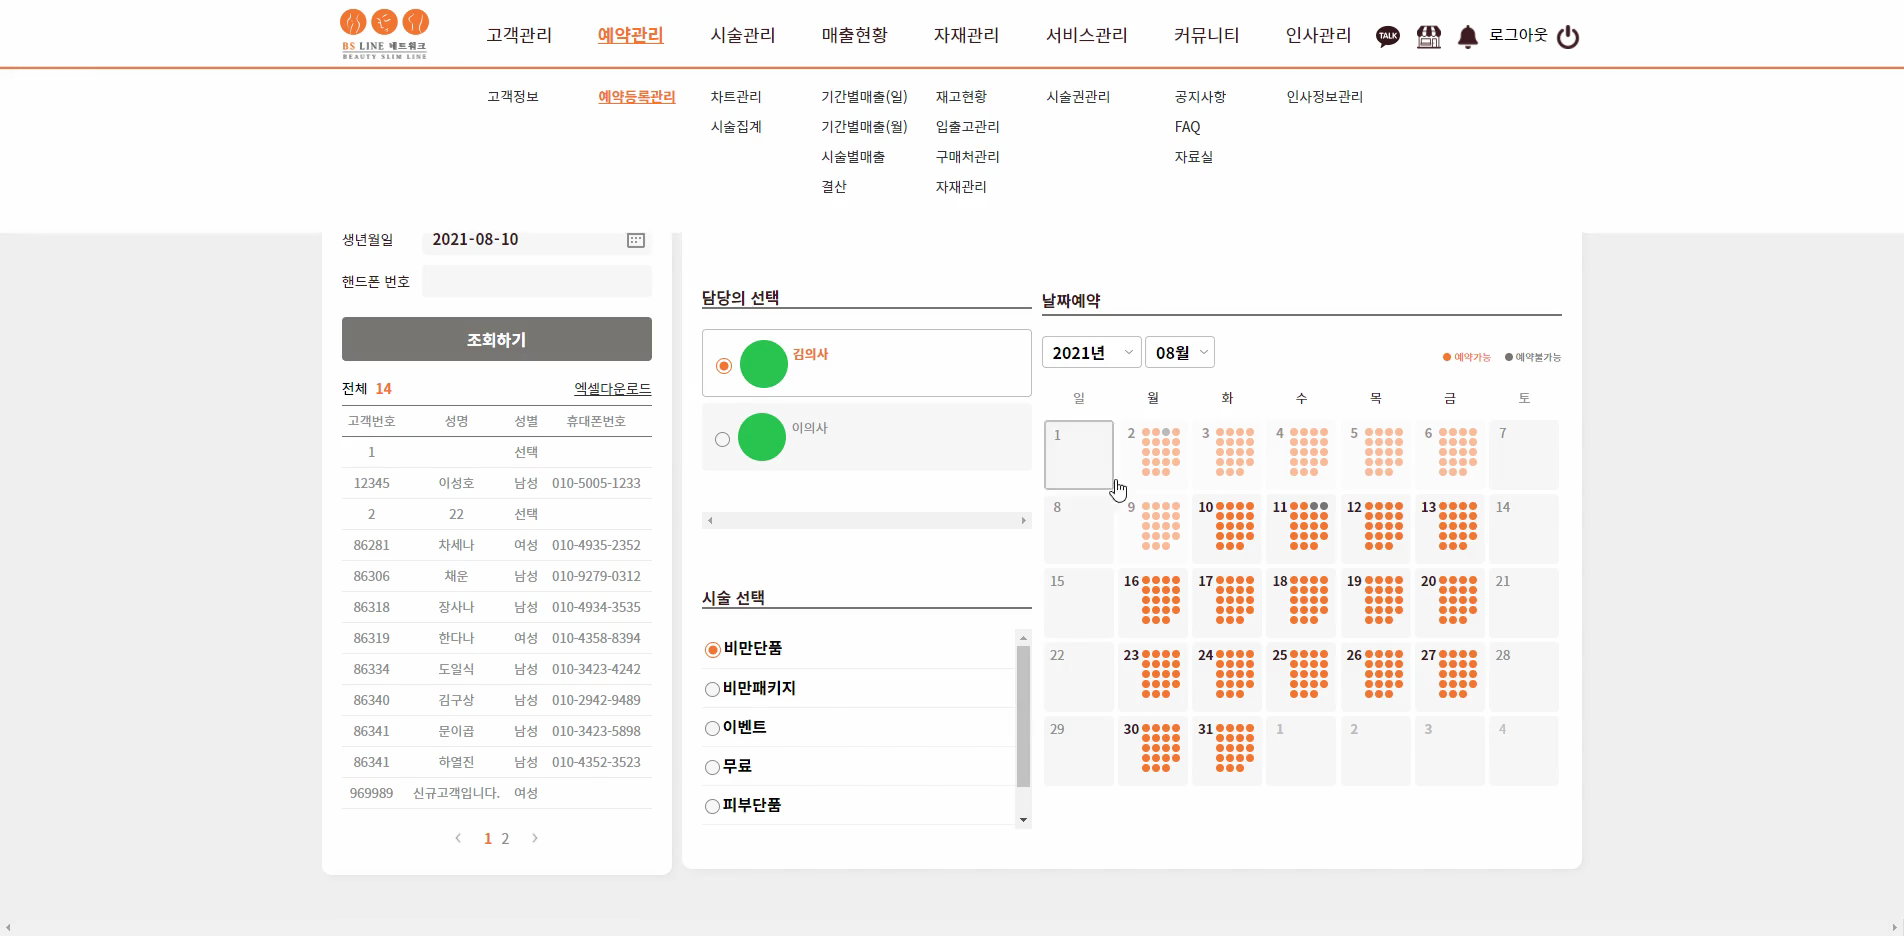 고객관리 예약관리 시술관리 매출현황 자재관리 서비스관리 커뮤니티 인사관리 TALK 로그아웃
BS LINE 네트워크
BEAUTY SLIM LINE
고객정보 예약등록관리 차트관리 기간별매출(일) 재고현황 시술권관리 공지사항 인사정보관리
시술집계 기간별매출(월) 입출고관리 FAQ
시술별매출 구매처관리 자료실
결산 자재관리
생년월일 2021-08-10
핸드폰 번호
조회하기
전체 14 엑셀다운로드
고객번호 성명 성별 휴대폰번호
1 선택
12345 이성호 남성 010-5005-1233
2 22 선택
86281 차세나 여성 010-4935-2352
86306 채운 남성 010-9279-0312
86318 장사나 남성 010-4934-3535
86319 한다나 여성 010-4358-8394
86334 도일식 남성 010-3423-4242
86340 김구상 남성 010-2942-9489
86341 문이곱 남성 010-3423-5898
86341 하열진 남성 010-4352-3523
969989 신규고객입니다. 여성
1 2
담당의 선택
김의사
이의사
시술 선택
비만단품
비만패키지
이벤트
무료
피부단품
날짜예약
2021년 08월
예약가능 예약불가능
일 월 화 수 목 금 토
1 2 3 4 5 6 7
8 9 10 11 12 13 14
15 16 17 18 19 20 21
22 23 24 25 26 27 28
29 30 31 1 2 3 4